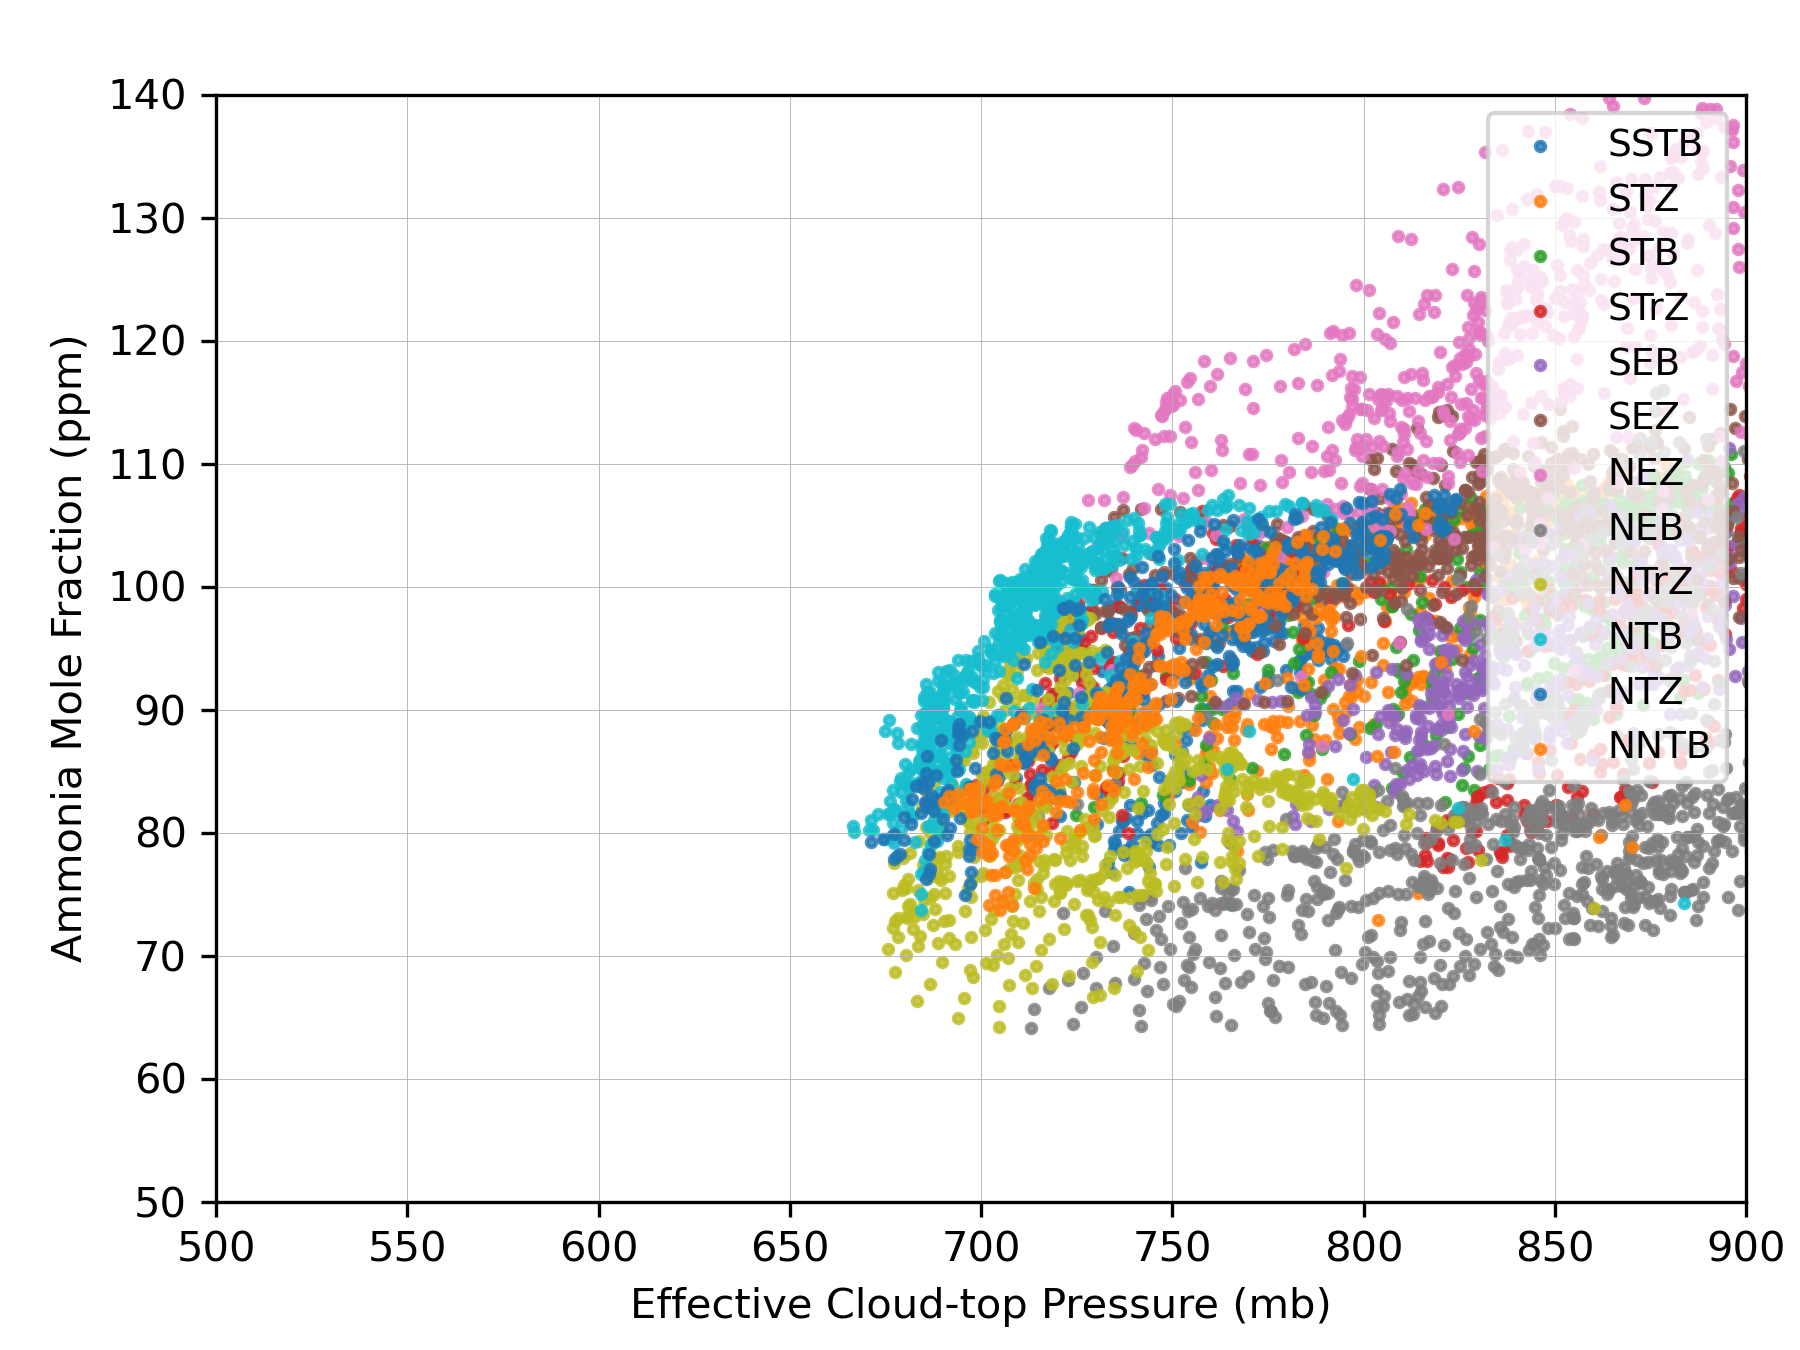 140
130
120
110
100
90
80
70
60
50
Ammonia Mole Fraction (ppm)
SSTB
STZ
STB
STrZ
SEB
SEZ
NEZ
NEB
NTrZ
NTB
NTZ
NNTB
500 550 600 650 700 750 800 850 900
Effective Cloud-top Pressure (mb)